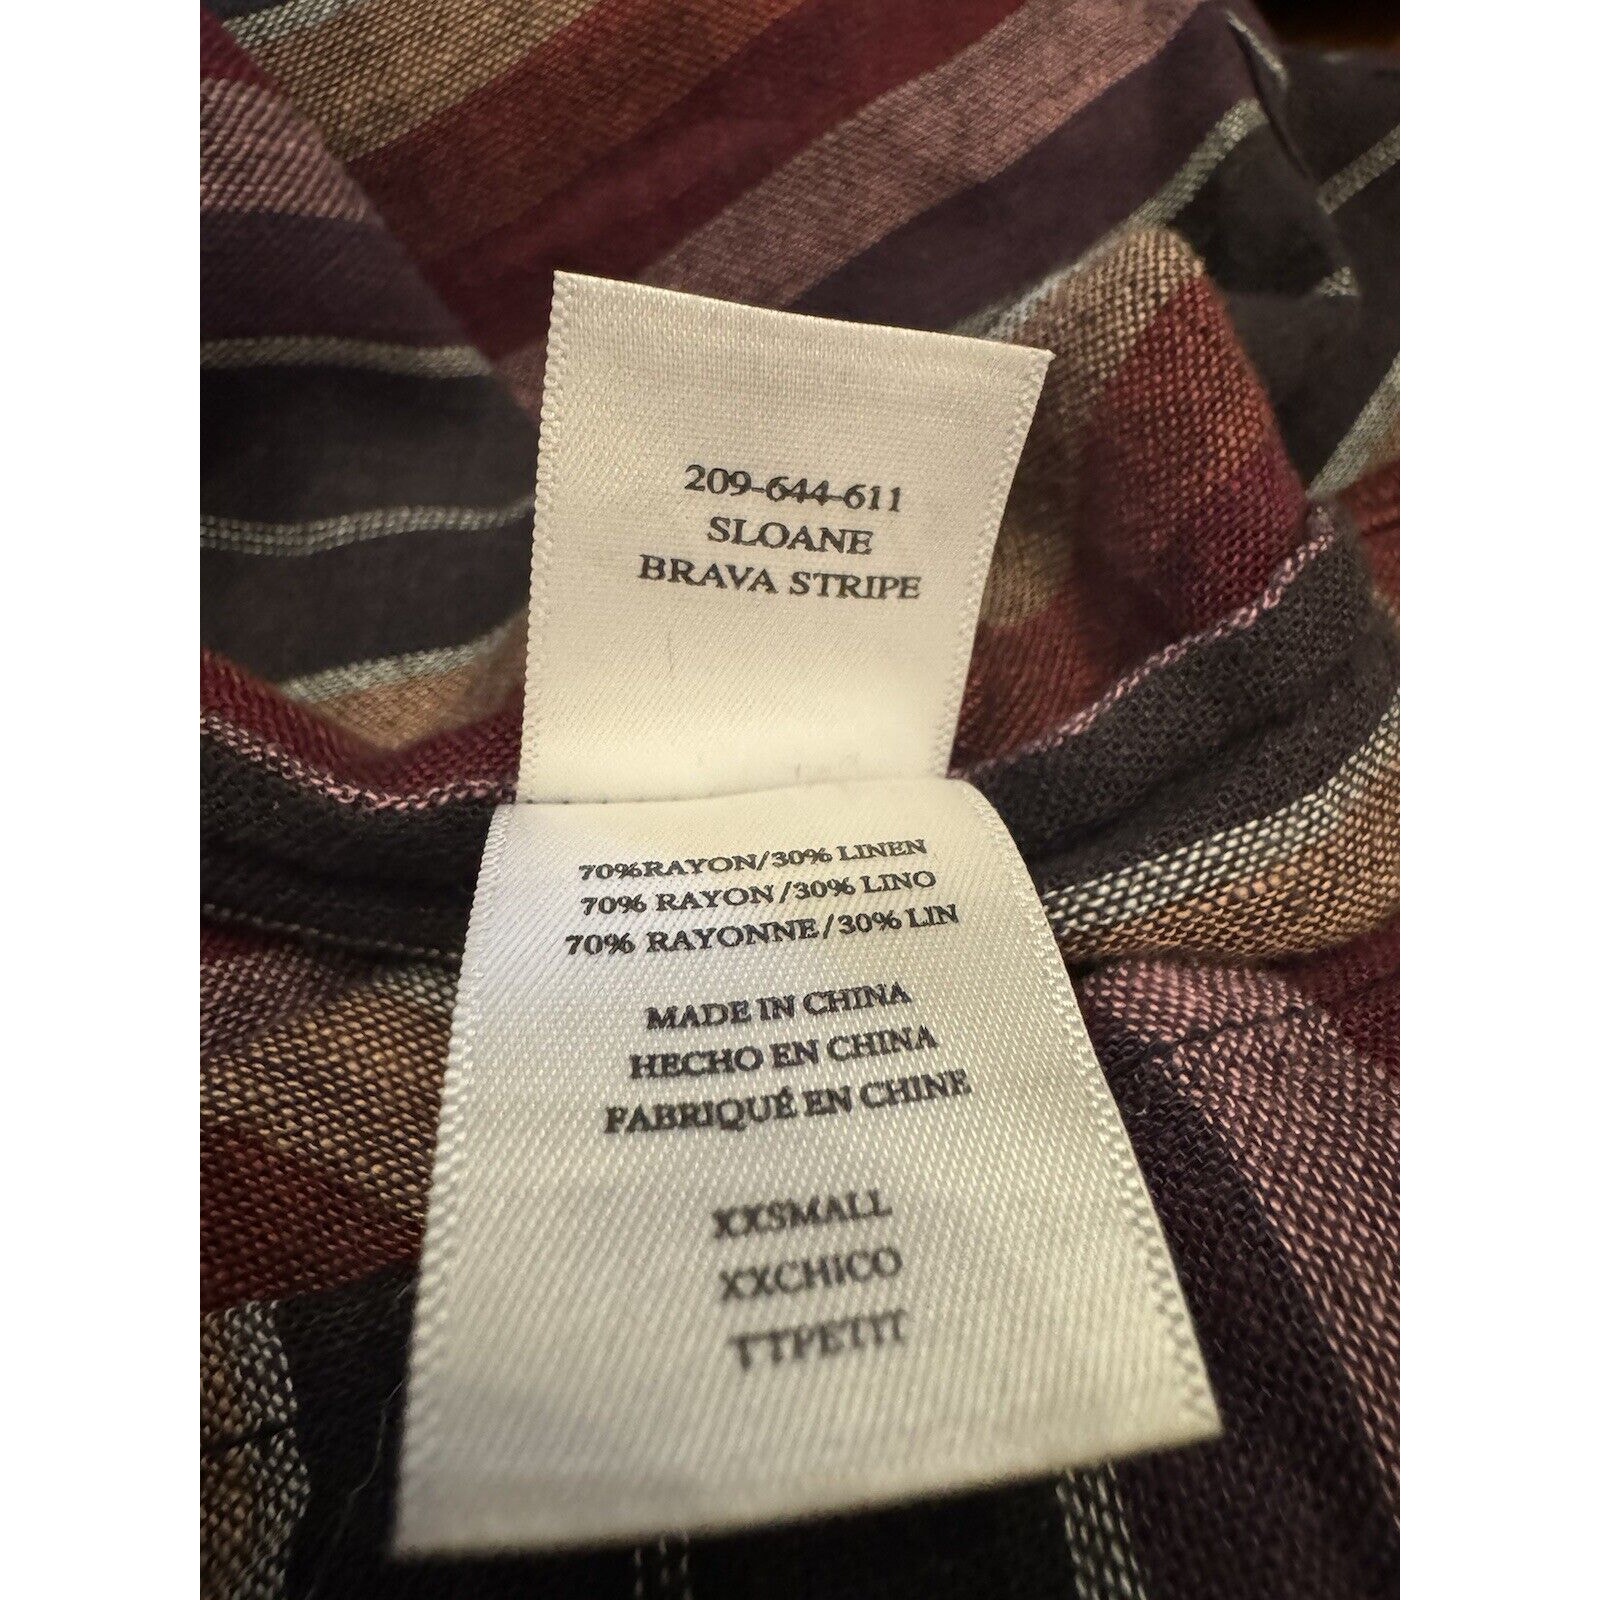 209-644-611
SLOANE
BRAVA STRIPE
70%RAYON/30% LINEN
70% RAYON/30% LINO
70% RAYONNE/30% LIN
MADE IN CHINA
HECHO EN CHINA
FABRIQUÉ EN CHINE
XXSMALL
XXCHICO
TTPETIT